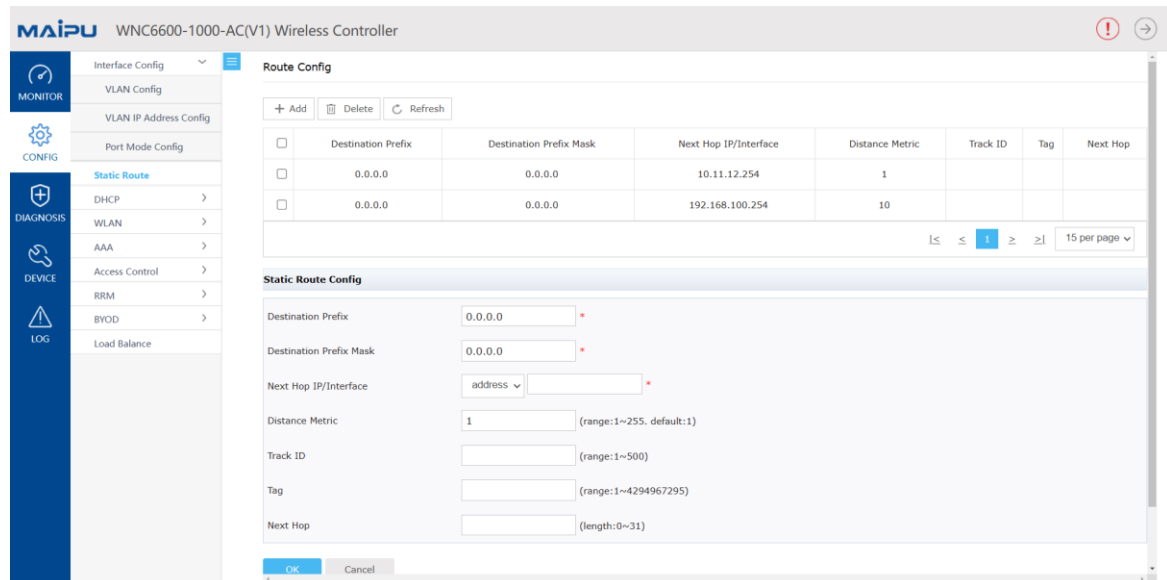 MAIPU WNC6600-1000-AC(V1) Wireless Controller
MONITOR
CONFIG
DIAGNOSIS
DEVICE
LOG
Interface Config
VLAN Config
VLAN IP Address Config
Port Mode Config
Static Route
DHCP
WLAN
AAA
Access Control
RRM
BYOD
Load Balance
Route Config
+ Add Delete Refresh
Destination Prefix Destination Prefix Mask Next Hop IP/Interface Distance Metric Track ID Tag Next Hop
0.0.0.0 0.0.0.0 10.11.12.254 1
0.0.0.0 0.0.0.0 192.168.100.254 10
|< < 1 > >| 15 per page
Static Route Config
Destination Prefix 0.0.0.0 *
Destination Prefix Mask 0.0.0.0 *
Next Hop IP/Interface address *
Distance Metric 1 (range:1~255. default:1)
Track ID (range:1~500)
Tag (range:1~4294967295)
Next Hop (length:0~31)
OK Cancel